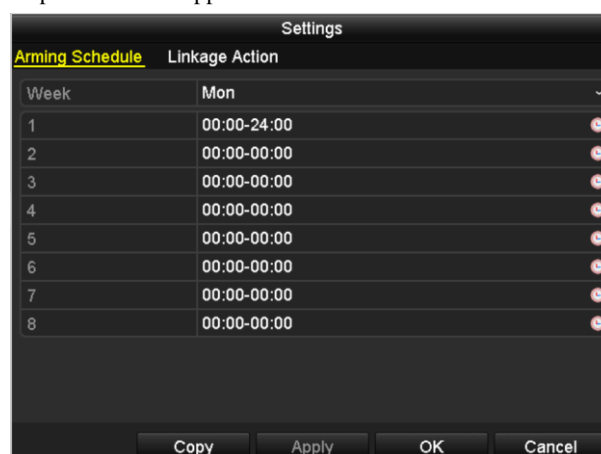 Settings
Arming Schedule Linkage Action
Week Mon
1 00:00-24:00
2 00:00-00:00
3 00:00-00:00
4 00:00-00:00
5 00:00-00:00
6 00:00-00:00
7 00:00-00:00
8 00:00-00:00
Copy Apply OK Cancel